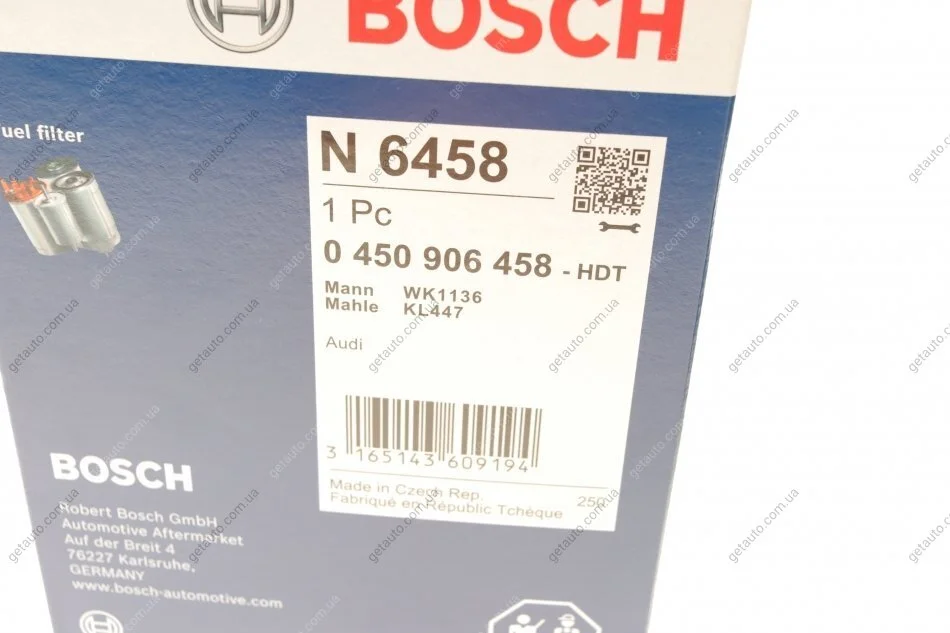 BOSCH
uel filter
N 6458
1 Pc
0 450 906 458 - HDT
Mann WK1136
Mahle KL447
Audi
3 165143 609194
Made in Czech Rep.
Fabriqué en République Tchéque
250
BOSCH
Robert Bosch GmbH
Automotive Aftermarket
Auf der Breit 4
76227 Karlsruhe,
GERMANY
www.bosch-automotive.com
getauto.com.ua